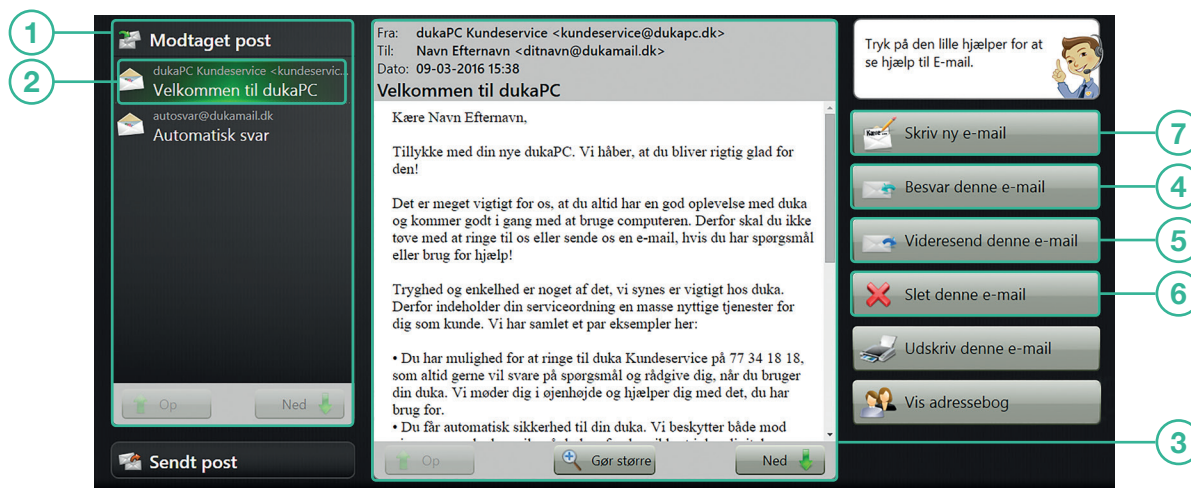 1
Modtaget post
2
dukaPC Kundeservice <kundeservic...
Velkommen til dukaPC
autosvar@dukamail.dk
Automatisk svar
Op
Ned
Sendt post
Fra: dukaPC Kundeservice <kundeservice@dukapc.dk>
Til: Navn Efternavn <ditnavn@dukamail.dk>
Dato: 09-03-2016 15:38
Velkommen til dukaPC
Kære Navn Efternavn,
Tillykke med din nye dukaPC. Vi håber, at du bliver rigtig glad for
den!
Det er meget vigtigt for os, at du altid har en god oplevelse med duka
og kommer godt i gang med at bruge computeren. Derfor skal du ikke
tøve med at ringe til os eller sende os en e-mail, hvis du har spørgsmål
eller brug for hjælp!
Tryghed og enkelhed er noget af det, vi synes er vigtigt hos duka.
Derfor indeholder din serviceordning en masse nyttige tjenester for
dig som kunde. Vi har samlet et par eksempler her:
• Du har mulighed for at ringe til duka Kundeservice på 77 34 18 18,
som altid gerne vil svare på spørgsmål og rådgive dig, når du bruger
din duka. Vi møder dig i øjenhøjde og hjælper dig med det, du har
brug for.
• Du får automatisk sikkerhed til din duka. Vi beskytter både mod
Op
Gør større
Ned
3
Tryk på den lille hjælper for at
se hjælp til E-mail.
Skriv ny e-mail
7
Besvar denne e-mail
4
Videresend denne e-mail
5
Slet denne e-mail
6
Udskriv denne e-mail
Vis adressebog